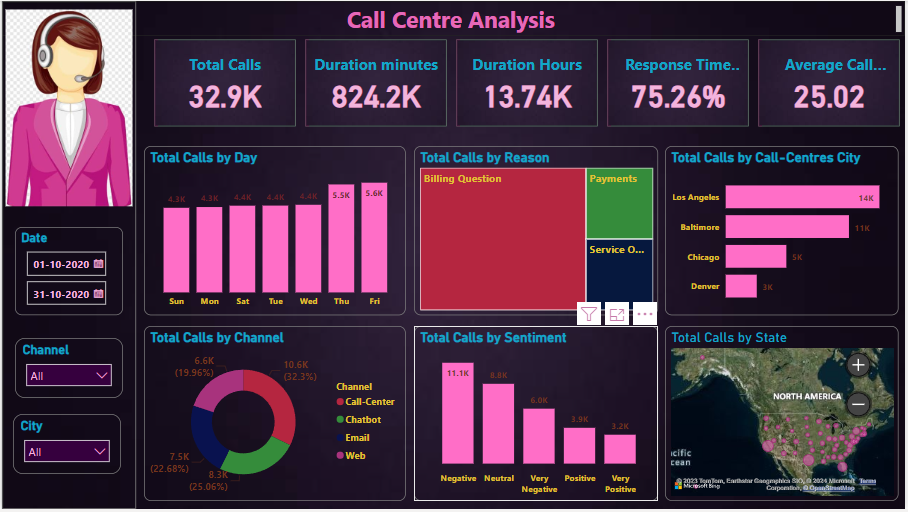 Call Centre Analysis
Total Calls
32.9K
Duration minutes
824.2K
Duration Hours
13.74K
Response Time..
75.26%
Average Call...
25.02
Date
01-10-2020
31-10-2020
Channel
All
City
All
Total Calls by Day
4.3K 4.3K 4.4K 4.4K 4.4K 5.5K 5.6K
Sun Mon Sat Tue Wed Thu Fri
Total Calls by Reason
Billing Question
Payments
Service O...
Total Calls by Call-Centres City
Los Angeles 14K
Baltimore 11K
Chicago 5K
Denver 3K
Total Calls by Channel
6.6K
(19.96%)
10.6K
(32.3%)
7.5K
(22.68%)
8.3K
(25.06%)
Channel
Call-Center
Chatbot
Email
Web
Total Calls by Sentiment
11.1K 8.8K 6.0K 3.9K 3.2K
Negative Neutral Very Negative Positive Very Positive
Total Calls by State
NORTH AMERICA
cific
cean
© 2023 TomTom, Earthstar Geographics SIO, © 2024 Microsoft Corporation, © OpenStreetMap Terms
Microsoft Bing